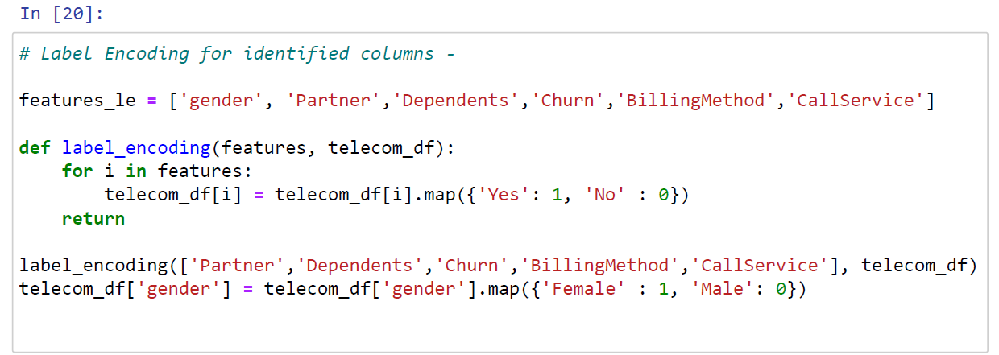 In [20]:
# Label Encoding for identified columns -
features_le = ['gender', 'Partner','Dependents','Churn','BillingMethod','CallService']
def label_encoding(features, telecom_df):
    for i in features:
        telecom_df[i] = telecom_df[i].map({'Yes': 1, 'No' : 0})
    return
label_encoding(['Partner','Dependents','Churn','BillingMethod','CallService'], telecom_df)
telecom_df['gender'] = telecom_df['gender'].map({'Female' : 1, 'Male': 0})